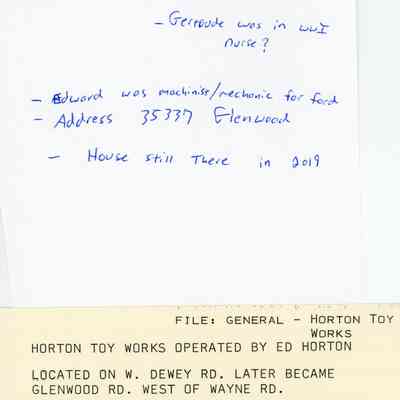 - Gertrude was in WWI
nurse?
- Edward was machinist/mechanic for ford
- Address 35337 Glenwood
- House still There in 2019
FILE: GENERAL - HORTON TOY
WORKS
HORTON TOY WORKS OPERATED BY ED HORTON
LOCATED ON W. DEWEY RD. LATER BECAME
GLENWOOD RD. WEST OF WAYNE RD.